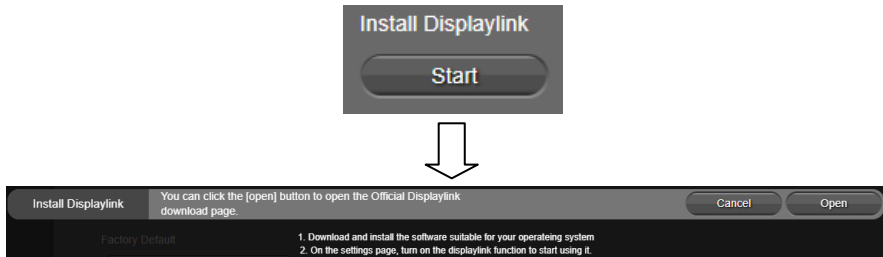 Install Displaylink
Start
Install Displaylink
You can click the [open] button to open the Official Displaylink
download page.
Cancel
Open
Factory Default
1. Download and install the software suitable for your operateing system
2. On the settings page, turn on the displaylink function to start using it.